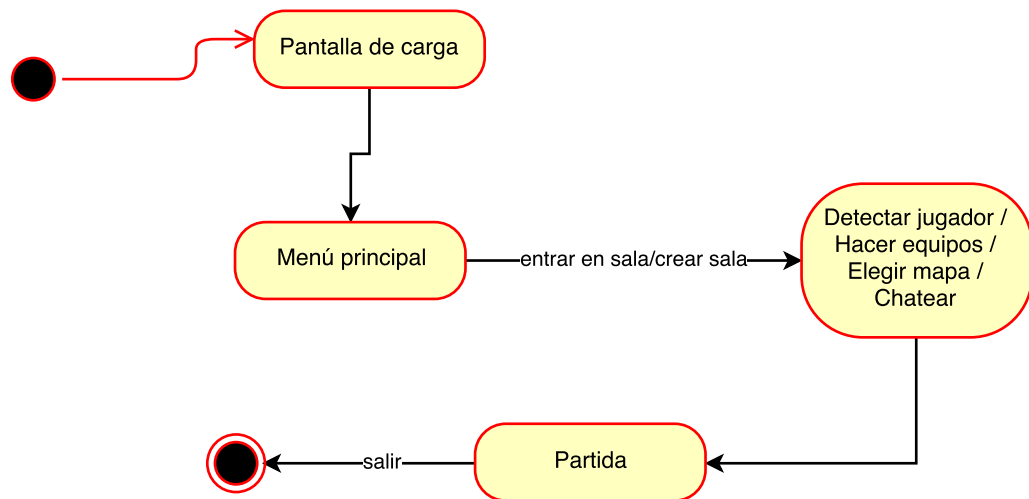 Pantalla de carga
Menú principal
entrar en sala/crear sala
Detectar jugador /
Hacer equipos /
Elegir mapa /
Chatear
salir
Partida